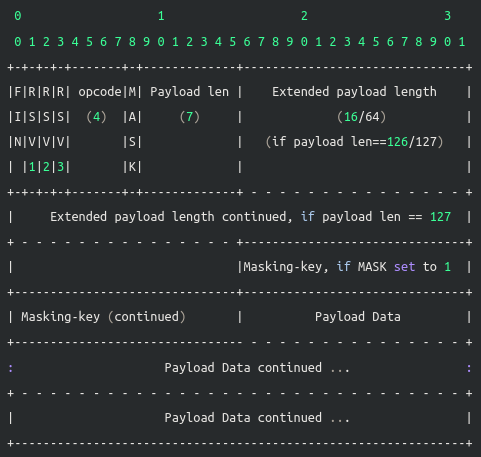 0                   1                   2                   3
 0 1 2 3 4 5 6 7 8 9 0 1 2 3 4 5 6 7 8 9 0 1 2 3 4 5 6 7 8 9 0 1
+-+-+-+-+-------+-+-------------+-------------------------------+
|F|R|R|R| opcode|M| Payload len |    Extended payload length    |
|I|S|S|S|  (4)  |A|     (7)     |             (16/64)           |
|N|V|V|V|       |S|             |   (if payload len==126/127)   |
| |1|2|3|       |K|             |                               |
+-+-+-+-+-------+-+-------------+ - - - - - - - - - - - - - - - +
|     Extended payload length continued, if payload len == 127  |
+ - - - - - - - - - - - - - - - +-------------------------------+
|                               |Masking-key, if MASK set to 1  |
+-------------------------------+-------------------------------+
| Masking-key (continued)       |          Payload Data         |
+-------------------------------- - - - - - - - - - - - - - - - +
:                     Payload Data continued ...                :
+ - - - - - - - - - - - - - - - - - - - - - - - - - - - - - - - +
|                     Payload Data continued ...                |
+---------------------------------------------------------------+